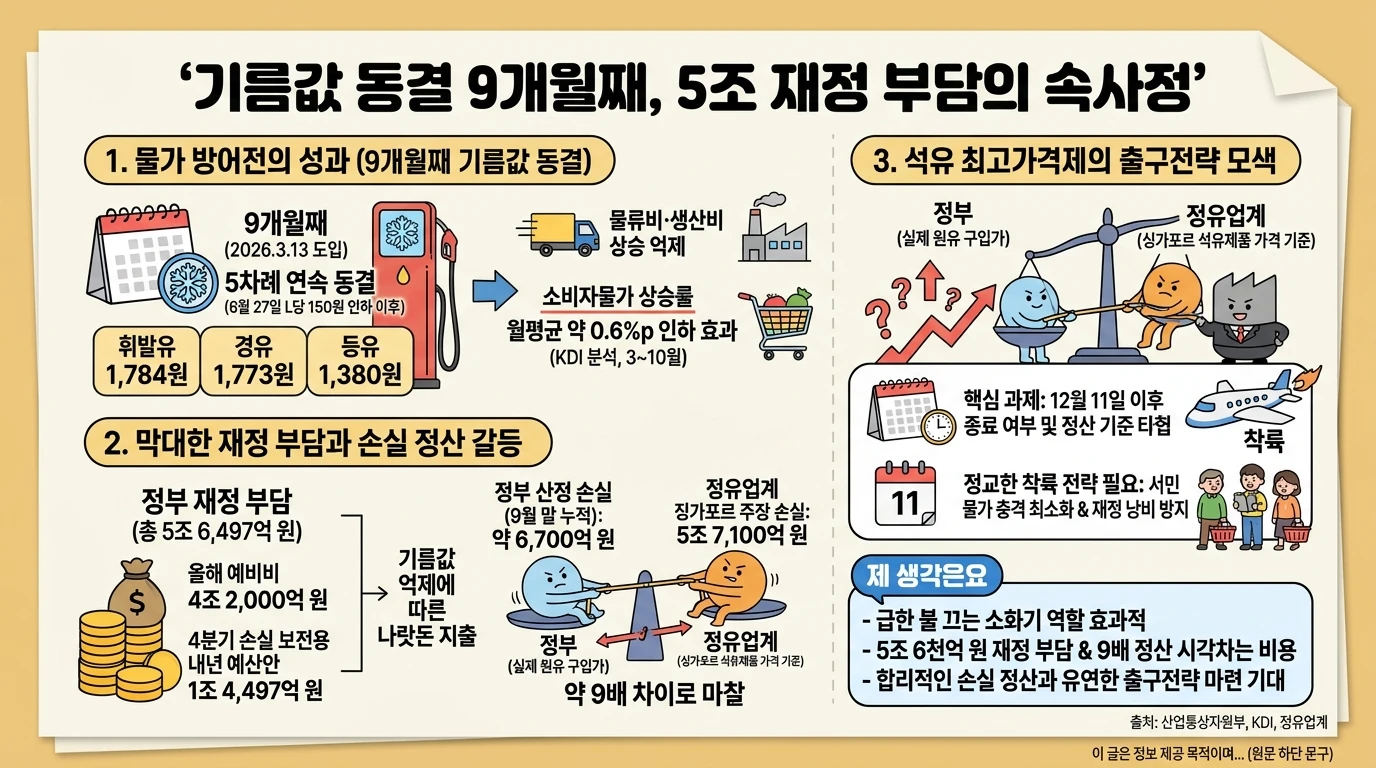 ‘기름값 동결 9개월째, 5조 재정 부담의 속사정’
1. 물가 방어전의 성과 (9개월째 기름값 동결)
9개월째
(2026.3.13 도입)
5차례 연속 동결
(6월 27일 L당 150원 인하 이후)
휘발유
1,784원
경유
1,773원
등유
1,380원
물류비·생산비
상승 억제
소비자물가 상승률
월평균 약 0.6%p 인하 효과
(KDI 분석, 3~10월)
2. 막대한 재정 부담과 손실 정산 갈등
정부 재정 부담
(총 5조 6,497억 원)
$
올해 예비비
4조 2,000억 원
4분기 손실 보전용
내년 예산안
1조 4,497억 원
기름값
억제에
따른
나랏돈 지출
정부 산정 손실
(9월 말 누적):
약 6,700억 원
정유업계
징가포르 주장 손실:
5조 7,100억 원
정부
(실제 원유 구입가)
정유업계
(싱가포르 석유제품 가격 기준)
약 9배 차이로 마찰
3. 석유 최고가격제의 출구전략 모색
정부
(실제 원유 구입가)
정유업계
(싱가포르 석유제품 가격 기준)
???
핵심 과제: 12월 11일 이후
종료 여부 및 정산 기준 타협
착륙
11
정교한 착륙 전략 필요: 서민
물가 충격 최소화 & 재정 낭비 방지
제 생각은요
- 급한 불 끄는 소화기 역할 효과적
- 5조 6천억 원 재정 부담 & 9배 정산 시각차는 비용
- 합리적인 손실 정산과 유연한 출구전략 마련 기대
출처: 산업통상자원부, KDI, 정유업계
이 글은 정보 제공 목적이며... (원문 하단 문구)